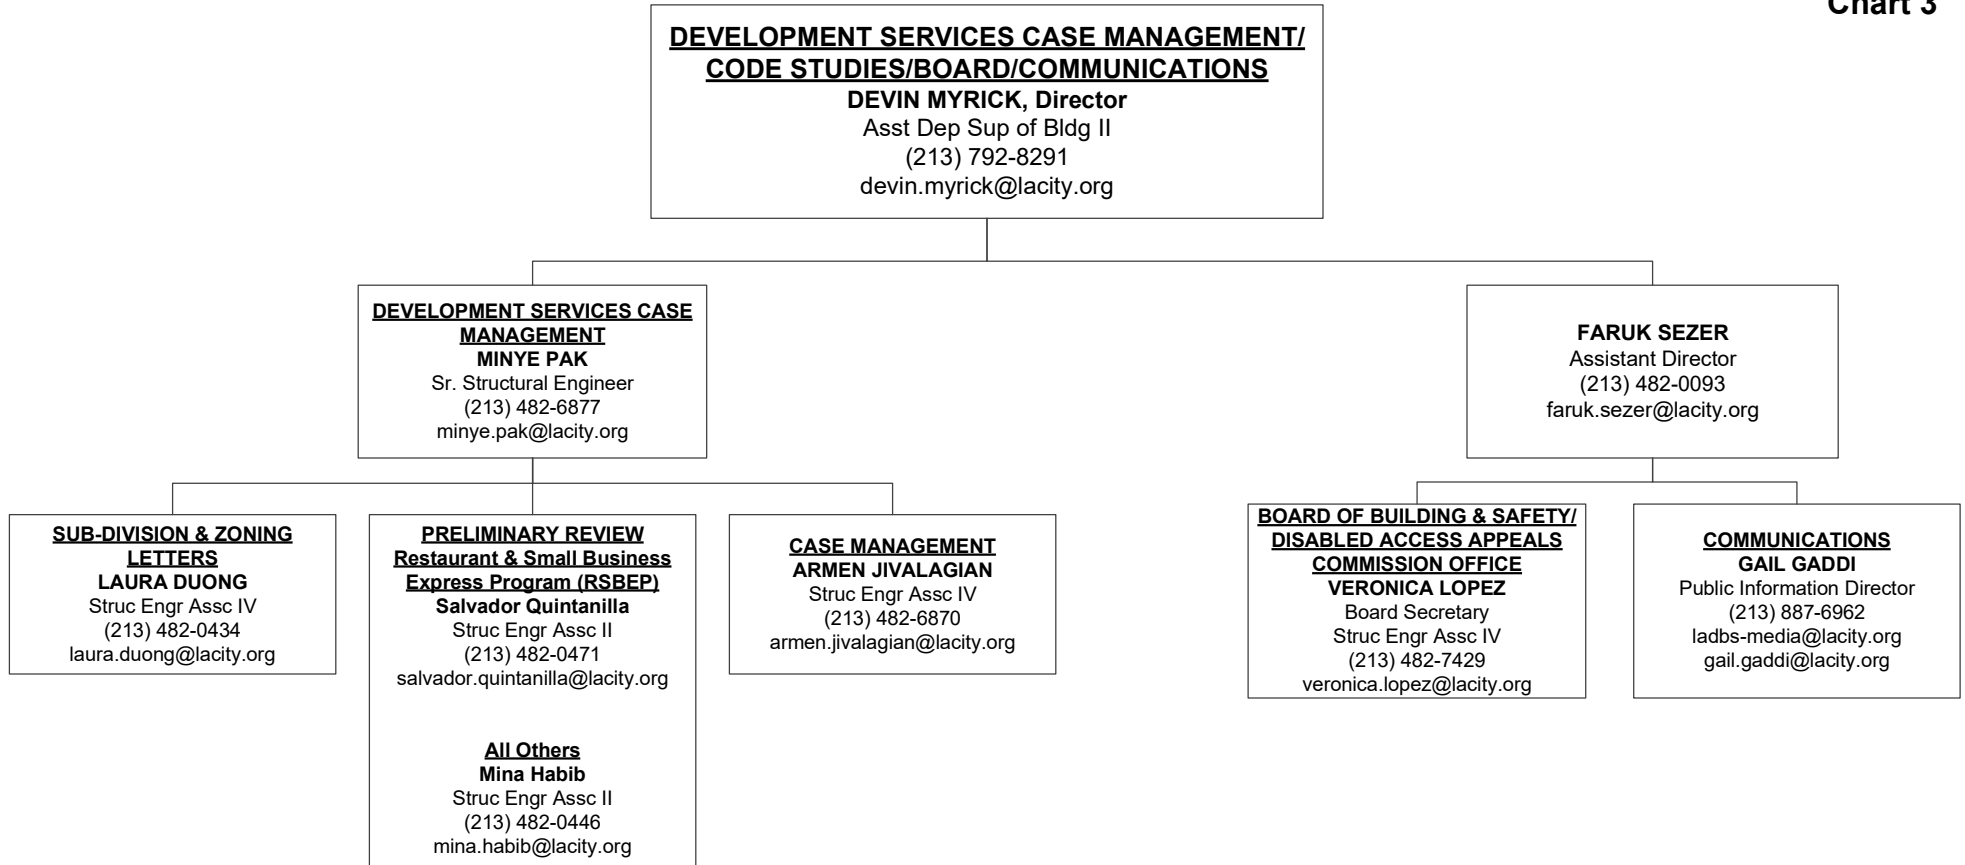 Chart 3
DEVELOPMENT SERVICES CASE MANAGEMENT/
CODE STUDIES/BOARD/COMMUNICATIONS
DEVIN MYRICK, Director
Asst Dep Sup of Bldg II
(213) 792-8291
devin.myrick@lacity.org
DEVELOPMENT SERVICES CASE
MANAGEMENT
MINYE PAK
Sr. Structural Engineer
(213) 482-6877
minye.pak@lacity.org
FARUK SEZER
Assistant Director
(213) 482-0093
faruk.sezer@lacity.org
SUB-DIVISION & ZONING
LETTERS
LAURA DUONG
Struc Engr Assc IV
(213) 482-0434
laura.duong@lacity.org
PRELIMINARY REVIEW
Restaurant & Small Business
Express Program (RSBEP)
Salvador Quintanilla
Struc Engr Assc II
(213) 482-0471
salvador.quintanilla@lacity.org
All Others
Mina Habib
Struc Engr Assc II
(213) 482-0446
mina.habib@lacity.org
CASE MANAGEMENT
ARMEN JIVALAGIAN
Struc Engr Assc IV
(213) 482-6870
armen.jivalagian@lacity.org
BOARD OF BUILDING & SAFETY/
DISABLED ACCESS APPEALS
COMMISSION OFFICE
VERONICA LOPEZ
Board Secretary
Struc Engr Assc IV
(213) 482-7429
veronica.lopez@lacity.org
COMMUNICATIONS
GAIL GADDI
Public Information Director
(213) 887-6962
ladbs-media@lacity.org
gail.gaddi@lacity.org